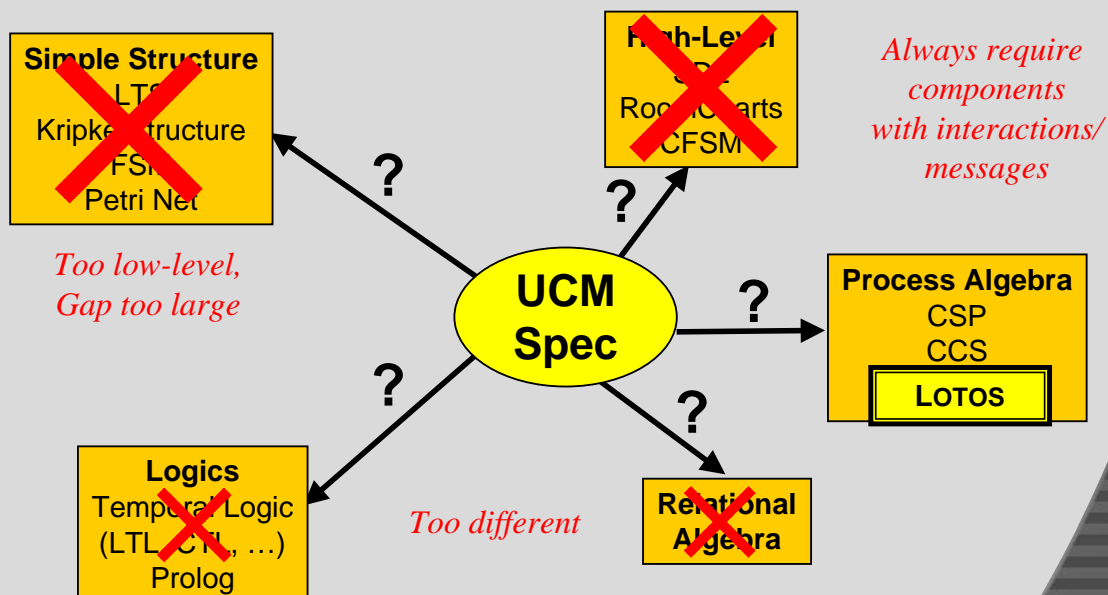 Simple Structure
LTS
Kripke Structure
FSM
Petri Net
High-Level
SDL
RoomCharts
CFSM
Always require
components
with interactions/
messages
?
?
Too low-level,
Gap too large
UCM
Spec
?
Process Algebra
CSP
CCS
LOTOS
?
?
Logics
Temporal Logic
(LTL, CTL, …)
Prolog
Too different
Relational
Algebra